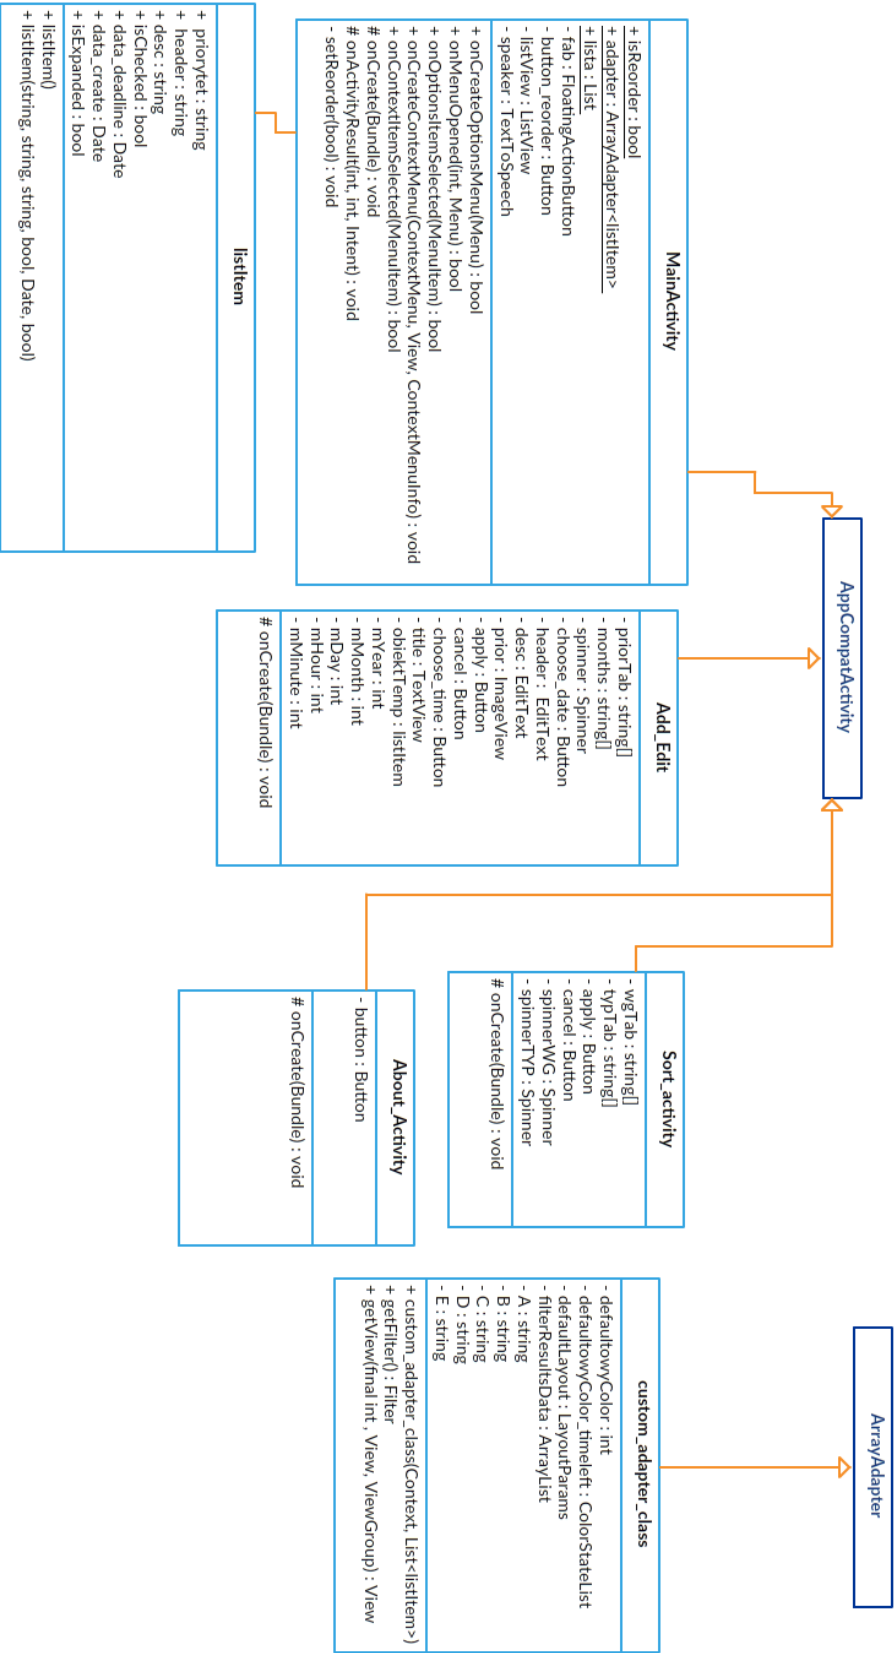 AppCompatActivity
ArrayAdapter
MainActivity
+ isReorder : bool
+ adapter : ArrayAdapter<listItem>
+ lista : List
- fab : FloatingActionButton
- button_reorder : Button
- listView : ListView
- speaker : TextToSpeech
+ onCreateOptionsMenu(Menu) : bool
+ onMenuOpened(int, Menu) : bool
+ onOptionsItemSelected(MenuItem) : bool
+ onCreateContextMenu(ContextMenu, View, ContextMenuInfo) : void
+ onContextItemSelected(MenuItem) : bool
# onCreate(Bundle) : void
# onActivityResult(int, int, Intent) : void
- setReorder(bool) : void
Add_Edit
- priorTab : string[]
- months : string[]
- spinner : Spinner
- choose_date : Button
- header : EditText
- desc : EditText
- prior : ImageView
- apply : Button
- cancel : Button
- choose_time : Button
- title : TextView
- obiektTemp : listItem
- mYear : int
- mMonth : int
- mDay : int
- mHour : int
- mMinute : int
# onCreate(Bundle) : void
Sort_activity
- wgTab : string[]
- typTab : string[]
- apply : Button
- cancel : Button
- spinnerWG : Spinner
- spinnerTYP : Spinner
# onCreate(Bundle) : void
About_Activity
- button : Button
# onCreate(Bundle) : void
custom_adapter_class
- defaultowyColor : int
- defaultowyColor_timeleft : ColorStateList
- defaultLayout : LayoutParams
- filterResultsData : ArrayList
- A : string
- B : string
- C : string
- D : string
- E : string
+ custom_adapter_class(Context, List<listItem>)
+ getFilter() : Filter
+ getView(final int , View, ViewGroup) : View
listItem
+ priorytet : string
+ header : string
+ desc : string
+ isChecked : bool
+ data_deadline : Date
+ data_create : Date
+ isExpanded : bool
+ listItem()
+ listItem(string, string, string, bool, Date, bool)